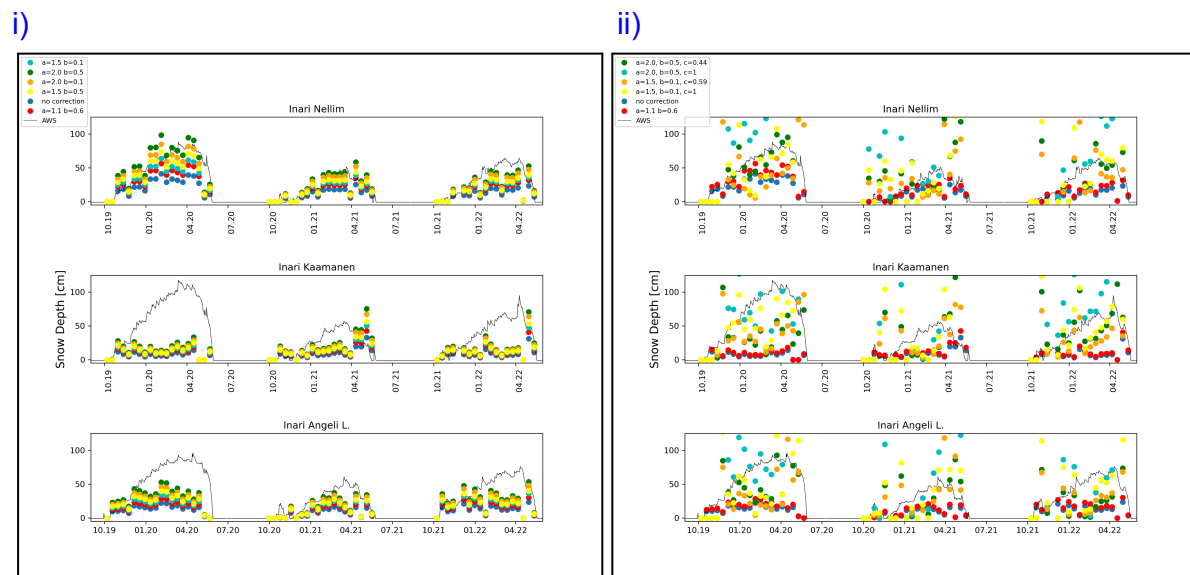 i)
a=1.5 b=0.1
a=2.0 b=0.5
a=2.0 b=0.1
a=1.5 b=0.5
no correction
a=1.1 b=0.6
AWS
Inari Nellim
100
50
0
10.19
01.20
04.20
07.20
10.20
01.21
04.21
07.21
10.21
01.22
04.22
Snow Depth [cm]
Inari Kaamanen
100
50
0
10.19
01.20
04.20
07.20
10.20
01.21
04.21
07.21
10.21
01.22
04.22
Inari Angeli L.
100
50
0
10.19 01.20 04.20 07.20 10.20 01.21 04.21 07.21 10.21 01.22 04.22
ii)
a=2.0, b=0.5, c=0.44
a=2.0, b=0.5, c=1
a=1.5, b=0.1, c=0.59
a=1.5, b=0.1, c=1
no correction
a=1.1 b=0.6
AWS
Inari Nellim
100
50
0
10.19
01.20
04.20
07.20
10.20
01.21
04.21
07.21
10.21
01.22
04.22
Snow Depth [cm]
Inari Kaamanen
100
50
0
10.19
01.20
04.20
07.20
10.20
01.21
04.21
07.21
10.21
01.22
04.22
Inari Angeli L.
100
50
0
10.19 01.20 04.20 07.20 10.20 01.21 04.21 07.21 10.21 01.22 04.22